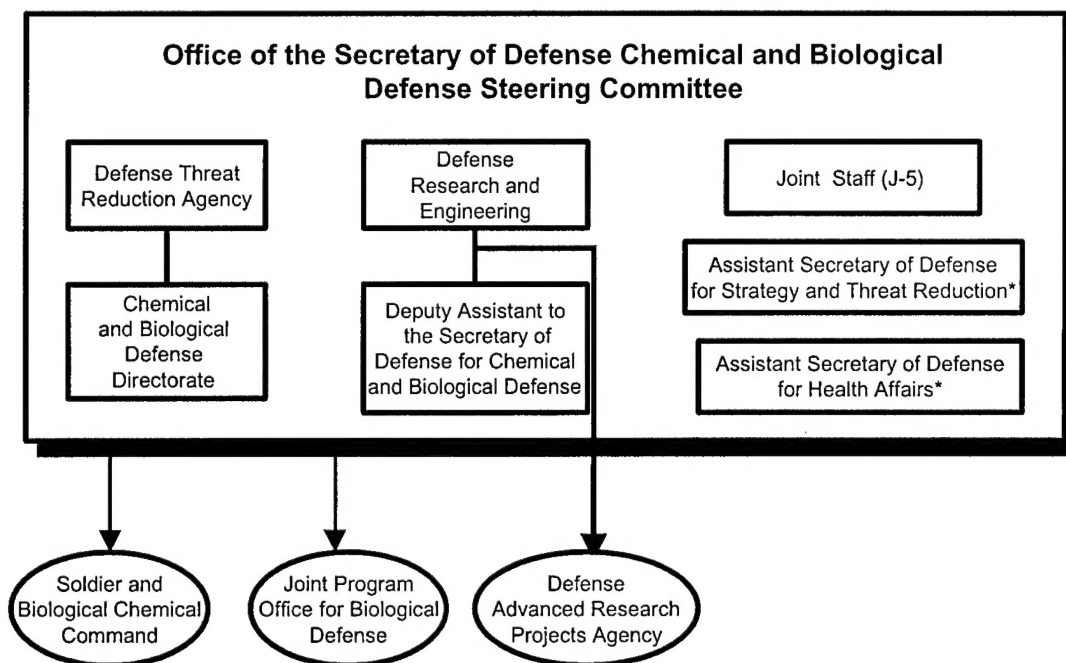 Office of the Secretary of Defense Chemical and Biological
Defense Steering Committee
Defense Threat
Reduction Agency
Defense
Research and
Engineering
Joint Staff (J-5)
Assistant Secretary of Defense
for Strategy and Threat Reduction*
Chemical
and Biological
Defense
Directorate
Deputy Assistant to
the Secretary of
Defense for Chemical
and Biological Defense
Assistant Secretary of Defense
for Health Affairs*
Soldier and
Biological Chemical
Command
Joint Program
Office for Biological
Defense
Defense
Advanced Research
Projects Agency